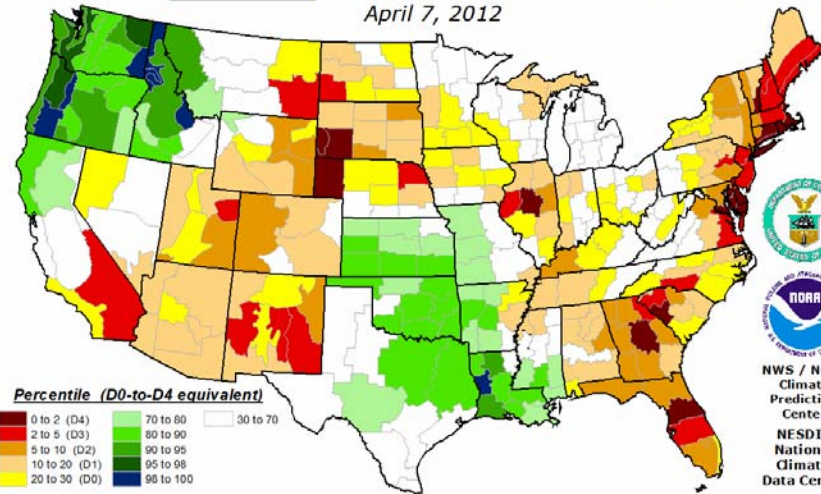 April 7, 2012
Percentile (D0-to-D4 equivalent)
0 to 2 (D4)
2 to 5 (D3)
5 to 10 (D2)
10 to 20 (D1)
20 to 30 (D0)
70 to 80
80 to 90
90 to 95
95 to 98
98 to 100
30 to 70
NOAA
NWS / N
Climat
Predictio
Cente
NESDI
Nation
Climat
Data Cen